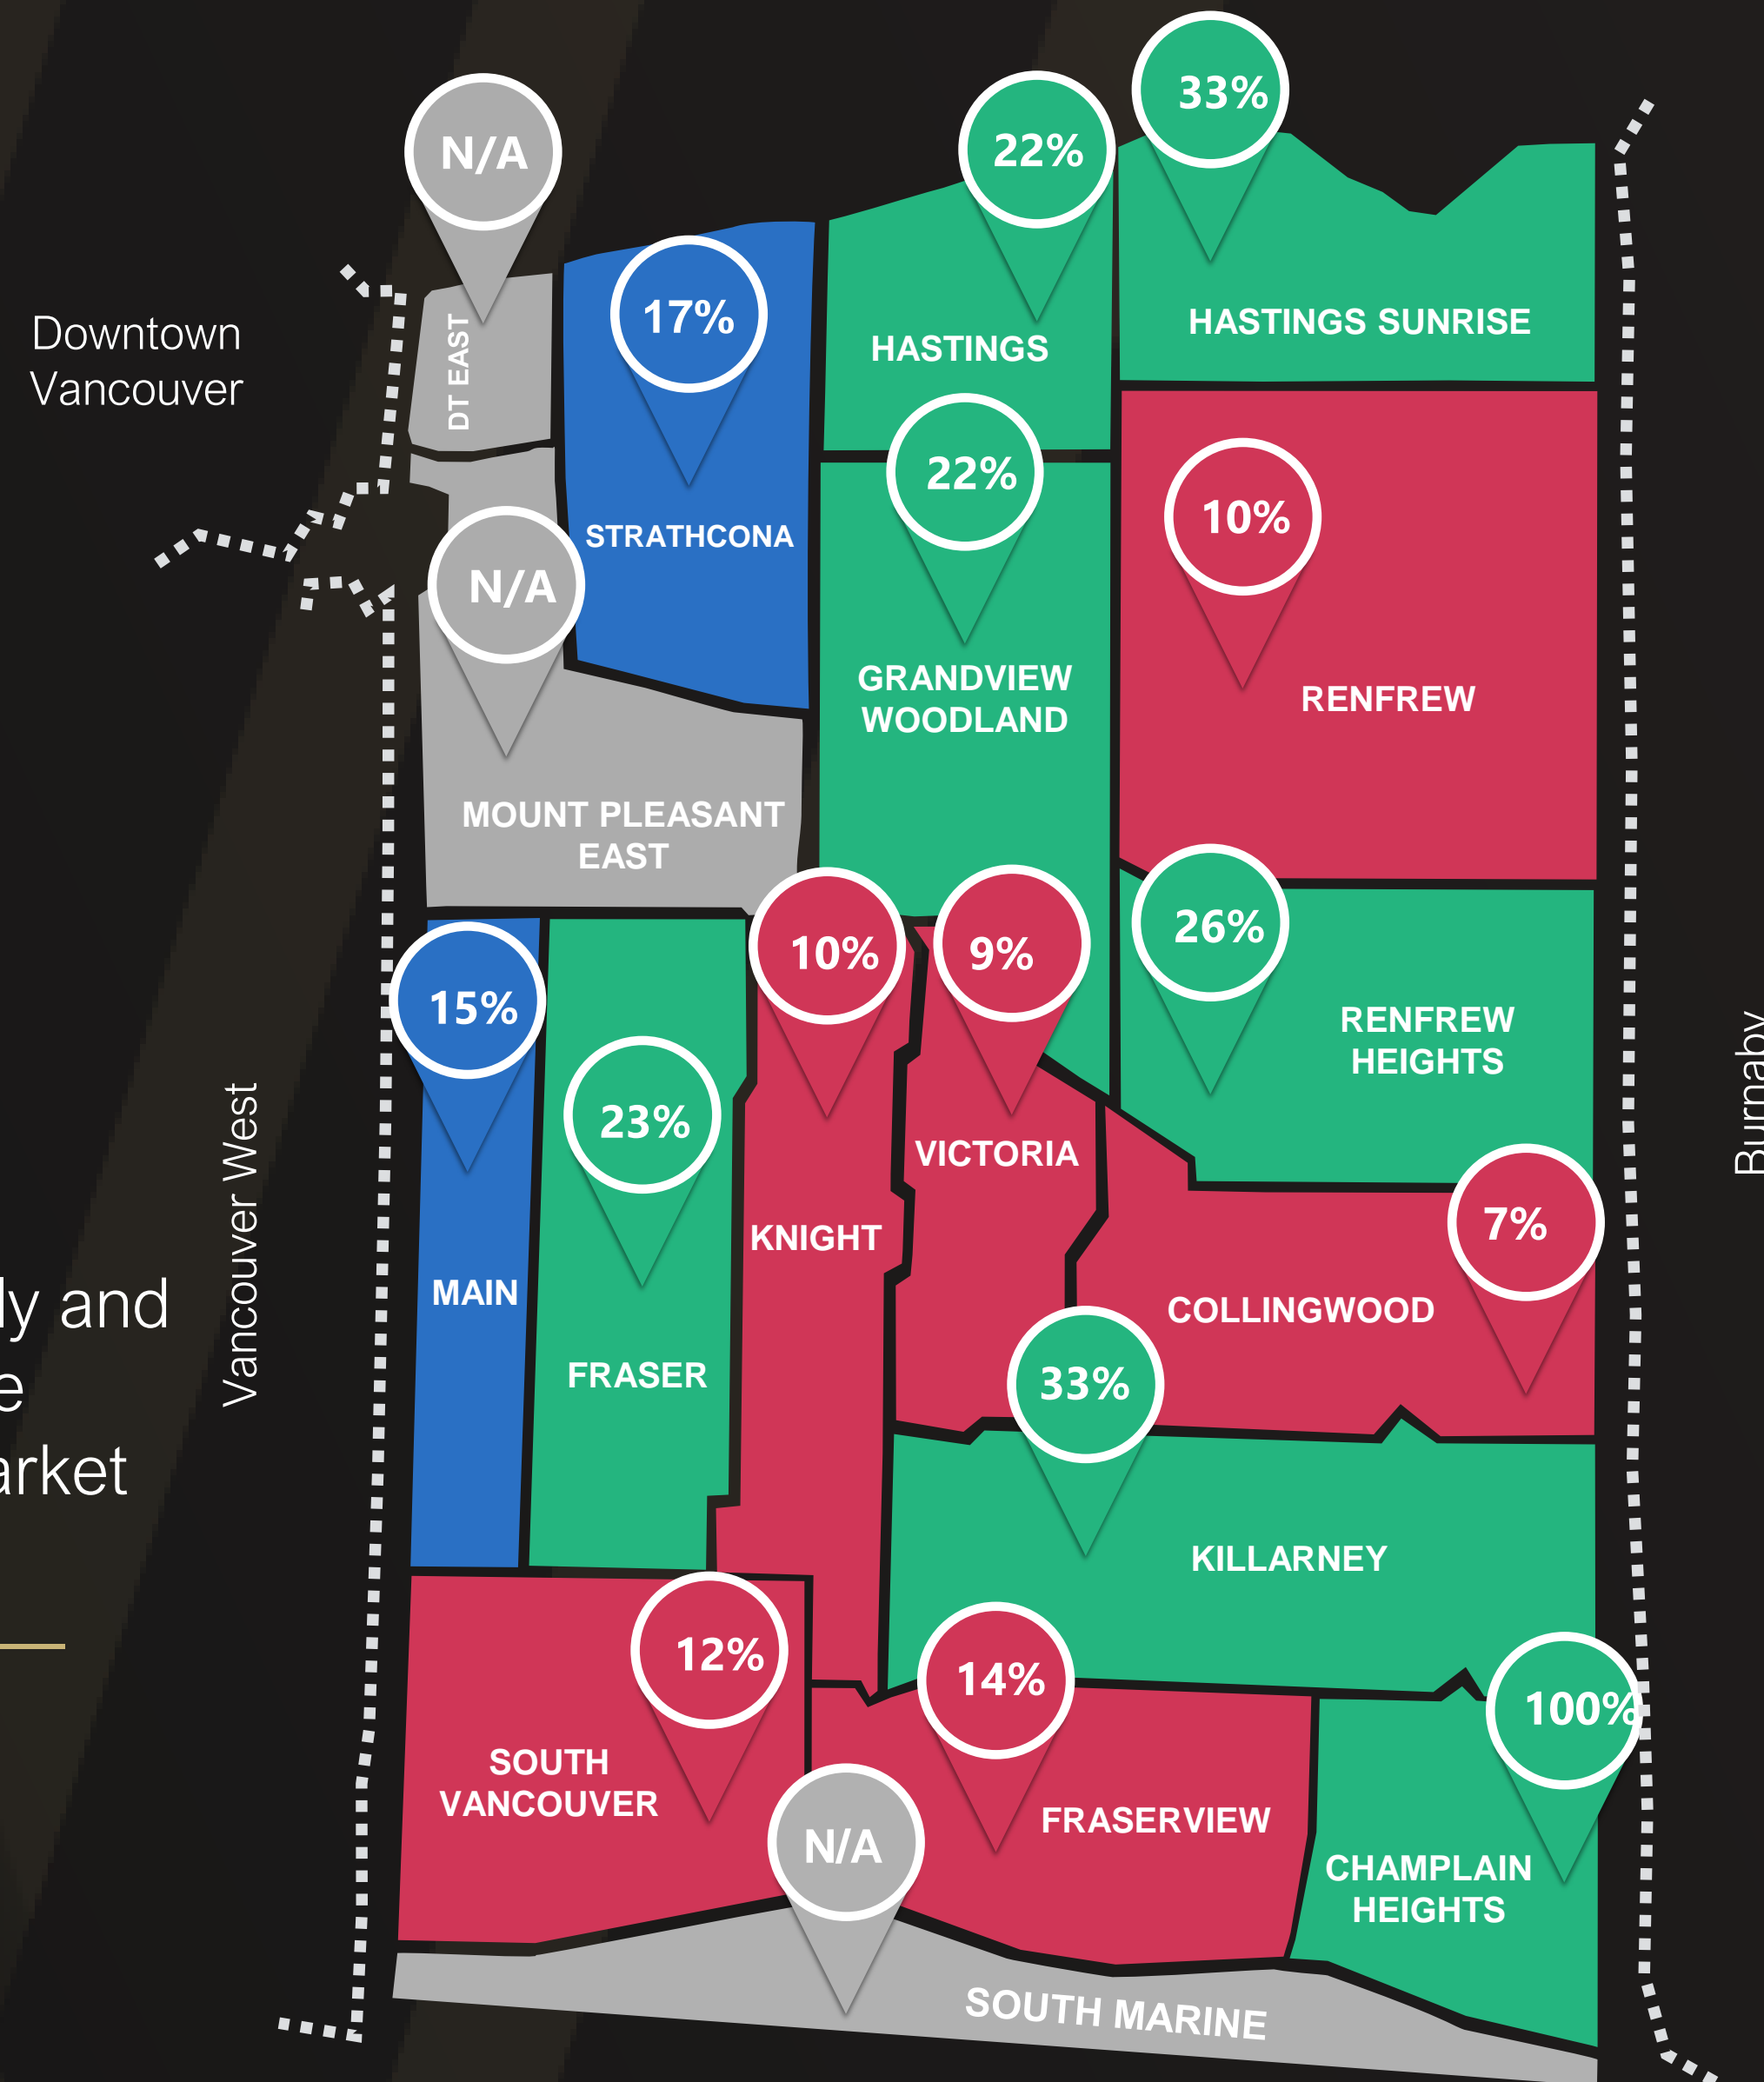 33%
22%
N/A
17%
Downtown
Vancouver
DT EAST
HASTINGS
HASTINGS SUNRISE
22%
10%
STRATHCONA
N/A
GRANDVIEW
WOODLAND
RENFREW
MOUNT PLEASANT
EAST
10%
9%
26%
15%
23%
RENFREW
HEIGHTS
Burnaby
Vancouver West
VICTORIA
KNIGHT
7%
MAIN
COLLINGWOOD
and
FRASER
33%
KILLARNEY
12%
14%
100%
SOUTH
VANCOUVER
FRASERVIEW
N/A
CHAMPLAIN
HEIGHTS
SOUTH MARINE